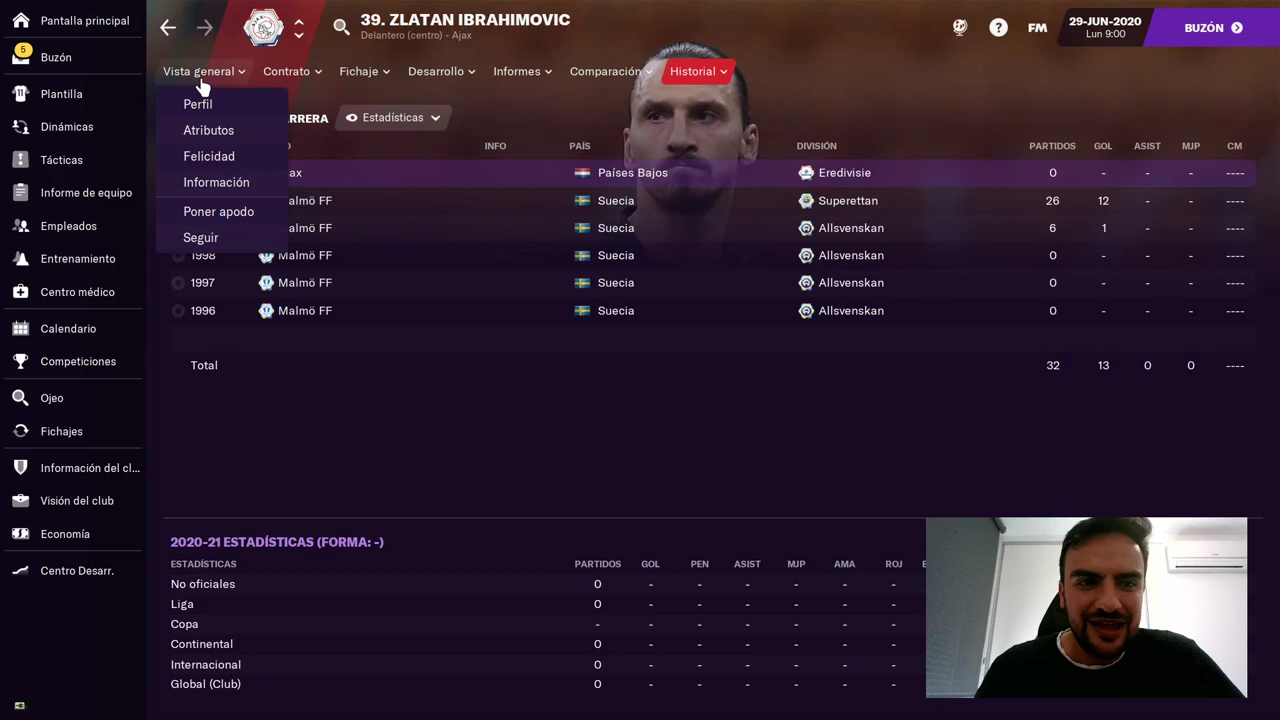 Pantalla principal
39. ZLATAN IBRAHIMOVIC
Delantero (centro) - Ajax
FM
29-JUN-2020
Lun 9:00
BUZÓN
5
Buzón
Vista general
Contrato
Fichaje
Desarrollo
Informes
Comparación
Historial
Plantilla
Dinámicas
Tácticas
Informe de equipo
Empleados
Entrenamiento
Centro médico
Calendario
Competiciones
Ojeo
Fichajes
Información del cl...
Visión del club
Economía
Centro Desarr.
Perfil
Atributos
Felicidad
Información
Poner apodo
Seguir
Estadísticas
INFO PAÍS DIVISIÓN PARTIDOS GOL ASIST MJP CM
Países Bajos Eredivisie 0 - - - ----
Malmö FF Suecia Superettan 26 12 - - ----
Malmö FF Suecia Allsvenskan 6 1 - - ----
1998 Malmö FF Suecia Allsvenskan 0 - - - ----
1997 Malmö FF Suecia Allsvenskan 0 - - - ----
1996 Malmö FF Suecia Allsvenskan 0 - - - ----
Total 32 13 0 0 ----
2020-21 ESTADÍSTICAS (FORMA: -)
ESTADÍSTICAS PARTIDOS GOL PEN ASIST MJP AMA ROJ
No oficiales 0 - - - - - -
Liga 0 - - - - - -
Copa - - - - - - -
Continental 0 - - - - - -
Internacional 0 - - - - - -
Global (Club) 0 - - - - - -